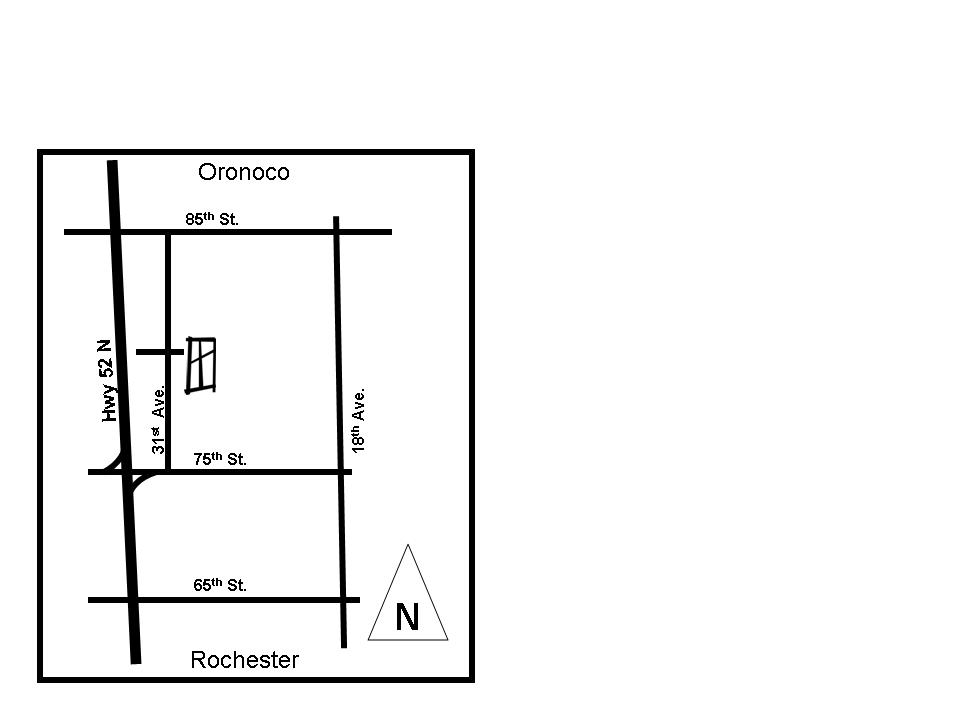 Oronoco
85th St.
Hwy 52 N
31st Ave.
18th Ave.
75th St.
65th St.
N
Rochester